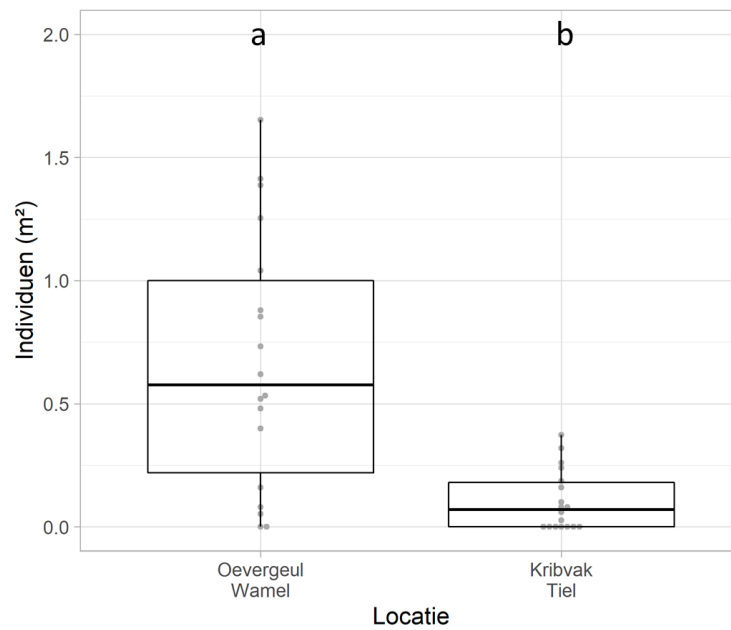 2.0
a
b
1.5
1.0
0.5
0.0
Individuen (m²)
Oevergeul
Wamel
Kribvak
Tiel
Locatie